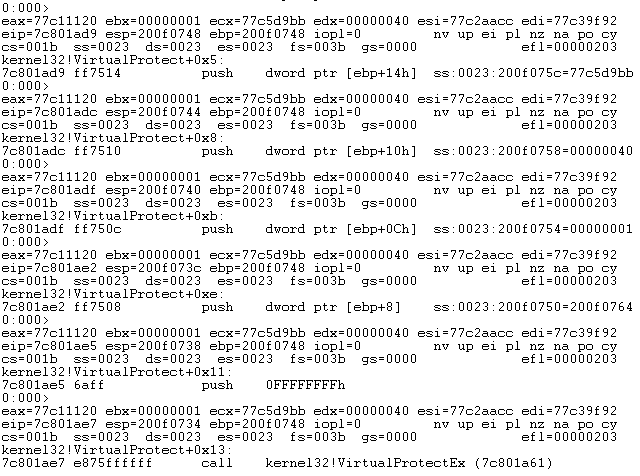 0:000>
eax=77c11120 ebx=00000001 ecx=77c5d9bb edx=00000040 esi=77c2aacc edi=77c39f92
eip=7c801ad9 esp=200f0748 ebp=200f0748 iopl=0 nv up ei pl nz na po cy
cs=001b ss=0023 ds=0023 es=0023 fs=003b gs=0000 efl=00000203
kernel32!VirtualProtect+0x5:
7c801ad9 ff7514 push dword ptr [ebp+14h] ss:0023:200f075c=77c5d9bb
0:000>
eax=77c11120 ebx=00000001 ecx=77c5d9bb edx=00000040 esi=77c2aacc edi=77c39f92
eip=7c801adc esp=200f0744 ebp=200f0748 iopl=0 nv up ei pl nz na po cy
cs=001b ss=0023 ds=0023 es=0023 fs=003b gs=0000 efl=00000203
kernel32!VirtualProtect+0x8:
7c801adc ff7510 push dword ptr [ebp+10h] ss:0023:200f0758=00000040
0:000>
eax=77c11120 ebx=00000001 ecx=77c5d9bb edx=00000040 esi=77c2aacc edi=77c39f92
eip=7c801adf esp=200f0740 ebp=200f0748 iopl=0 nv up ei pl nz na po cy
cs=001b ss=0023 ds=0023 es=0023 fs=003b gs=0000 efl=00000203
kernel32!VirtualProtect+0xb:
7c801adf ff750c push dword ptr [ebp+0Ch] ss:0023:200f0754=00000001
0:000>
eax=77c11120 ebx=00000001 ecx=77c5d9bb edx=00000040 esi=77c2aacc edi=77c39f92
eip=7c801ae2 esp=200f073c ebp=200f0748 iopl=0 nv up ei pl nz na po cy
cs=001b ss=0023 ds=0023 es=0023 fs=003b gs=0000 efl=00000203
kernel32!VirtualProtect+0xe:
7c801ae2 ff7508 push dword ptr [ebp+8] ss:0023:200f0750=200f0764
0:000>
eax=77c11120 ebx=00000001 ecx=77c5d9bb edx=00000040 esi=77c2aacc edi=77c39f92
eip=7c801ae5 esp=200f0738 ebp=200f0748 iopl=0 nv up ei pl nz na po cy
cs=001b ss=0023 ds=0023 es=0023 fs=003b gs=0000 efl=00000203
kernel32!VirtualProtect+0x11:
7c801ae5 6aff push 0FFFFFFFFh
0:000>
eax=77c11120 ebx=00000001 ecx=77c5d9bb edx=00000040 esi=77c2aacc edi=77c39f92
eip=7c801ae7 esp=200f0734 ebp=200f0748 iopl=0 nv up ei pl nz na po cy
cs=001b ss=0023 ds=0023 es=0023 fs=003b gs=0000 efl=00000203
kernel32!VirtualProtect+0x13:
7c801ae7 e875ffffff call kernel32!VirtualProtectEx (7c801a61)